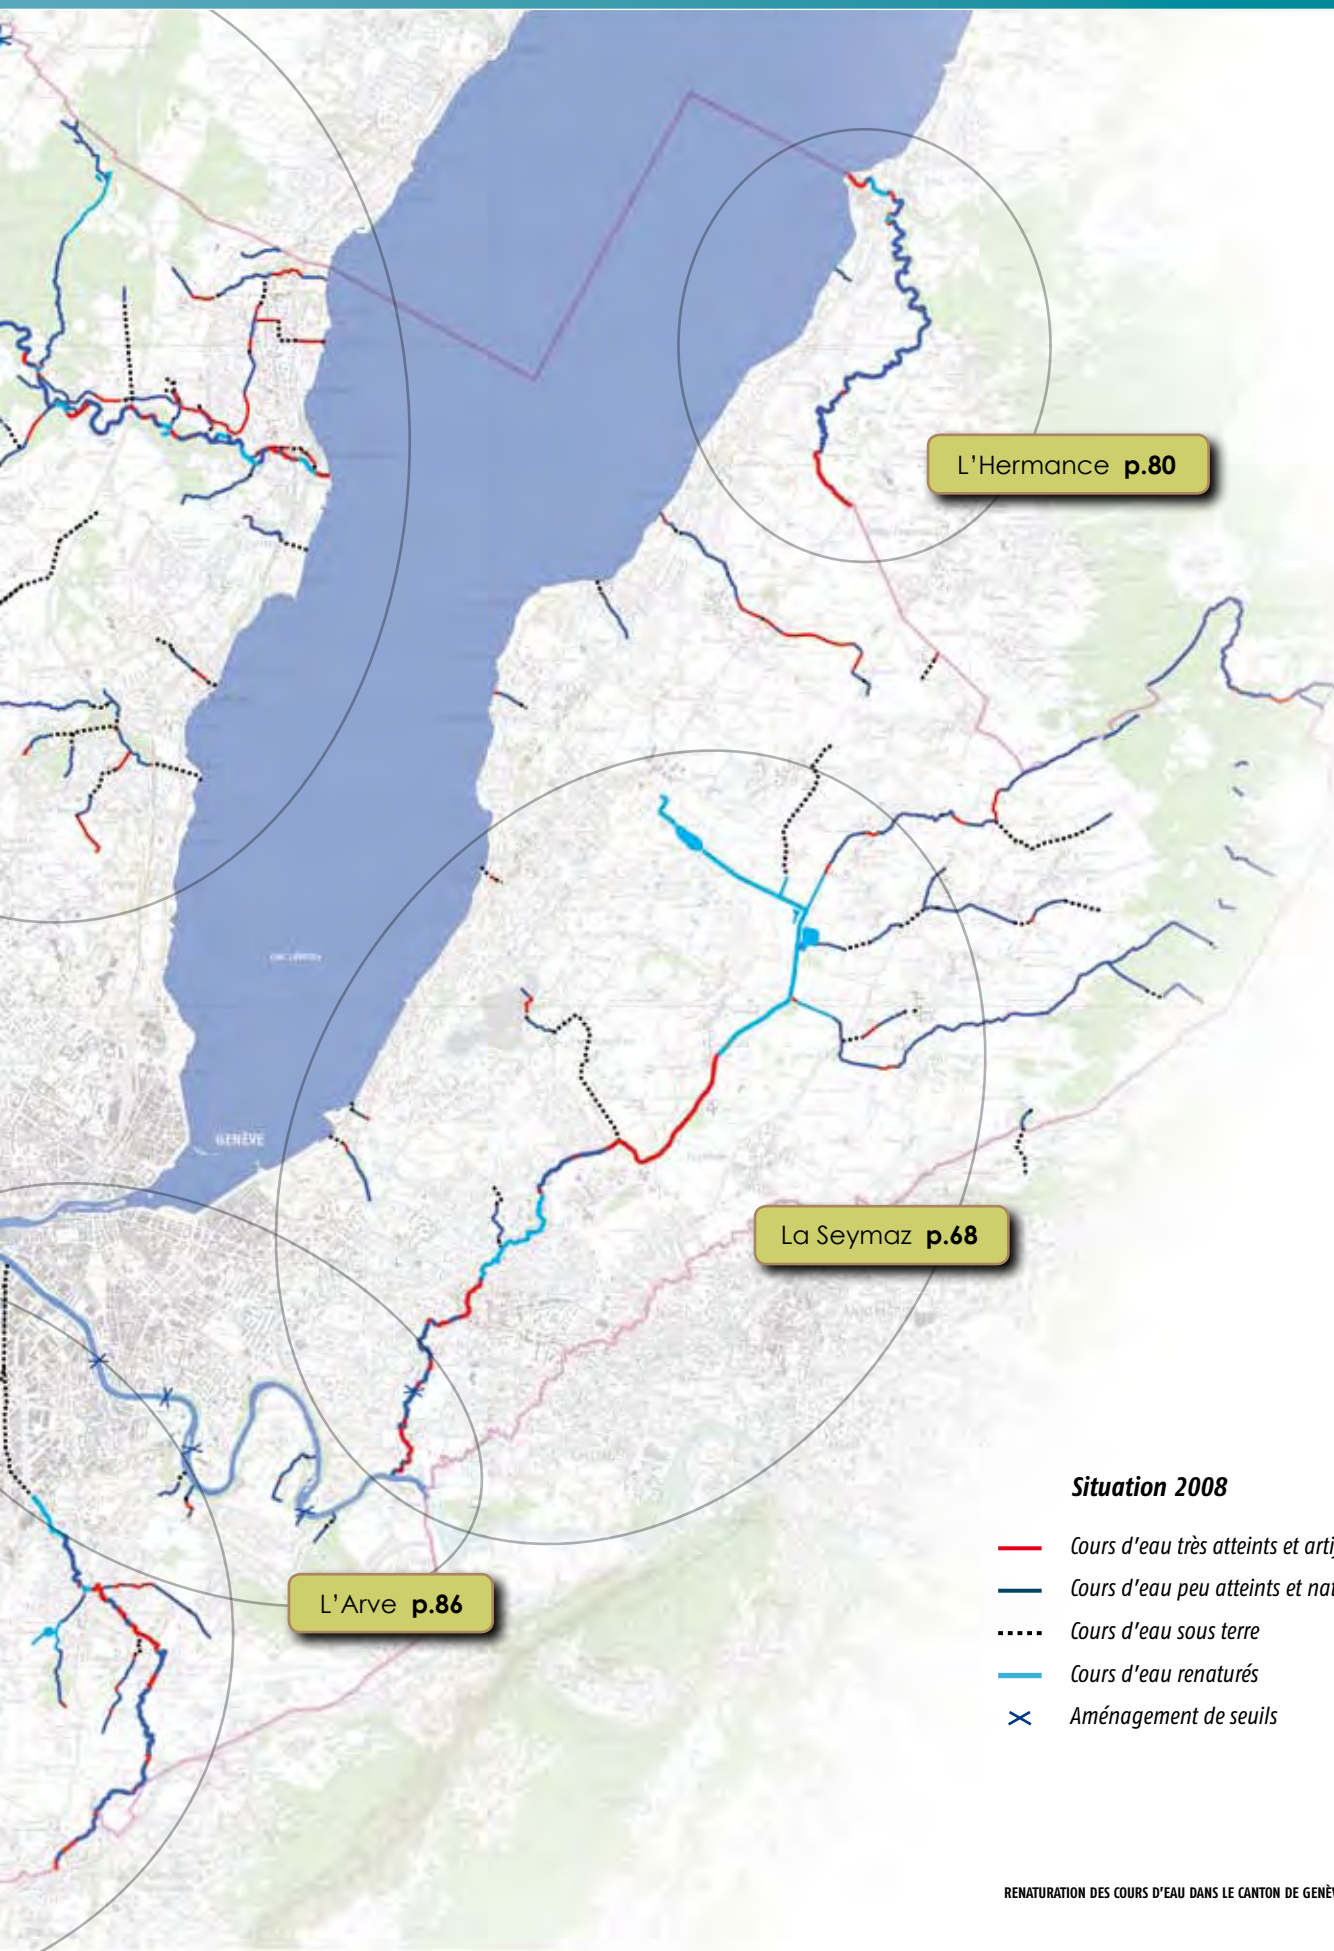 L'Hermance p.80
GENÈVE
La Seymaz p.68
L'Arve p.86
Situation 2008
Cours d'eau très atteints et arti
Cours d'eau peu atteints et nat
Cours d'eau sous terre
Cours d'eau renaturés
Aménagement de seuils
RENATURATION DES COURS D'EAU DANS LE CANTON DE GENÈV